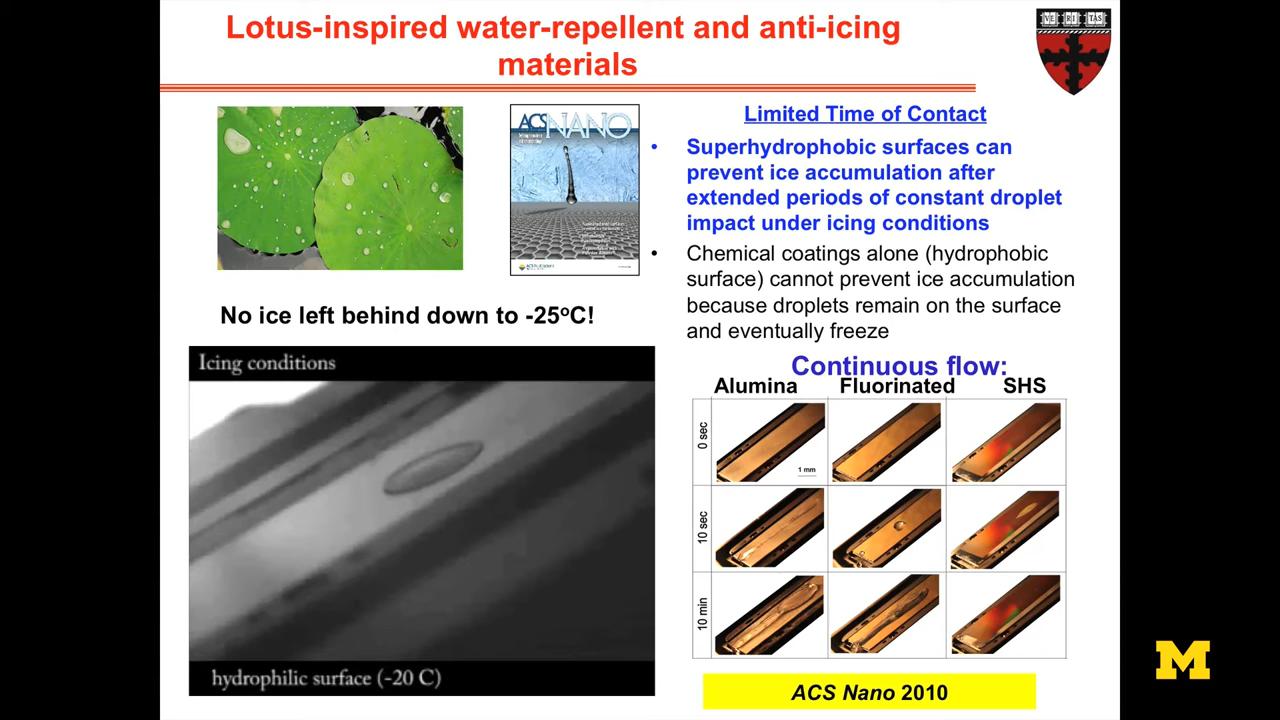 Lotus-inspired water-repellent and anti-icing
materials
VE RI TAS
ACS NANO
No ice left behind down to -25°C!
Icing conditions
hydrophilic surface (-20 C)
Limited Time of Contact
• Superhydrophobic surfaces can
prevent ice accumulation after
extended periods of constant droplet
impact under icing conditions
• Chemical coatings alone (hydrophobic
surface) cannot prevent ice accumulation
because droplets remain on the surface
and eventually freeze
Continuous flow:
Alumina Fluorinated SHS
0 sec
1 mm
10 sec
10 min
ACS Nano 2010
M